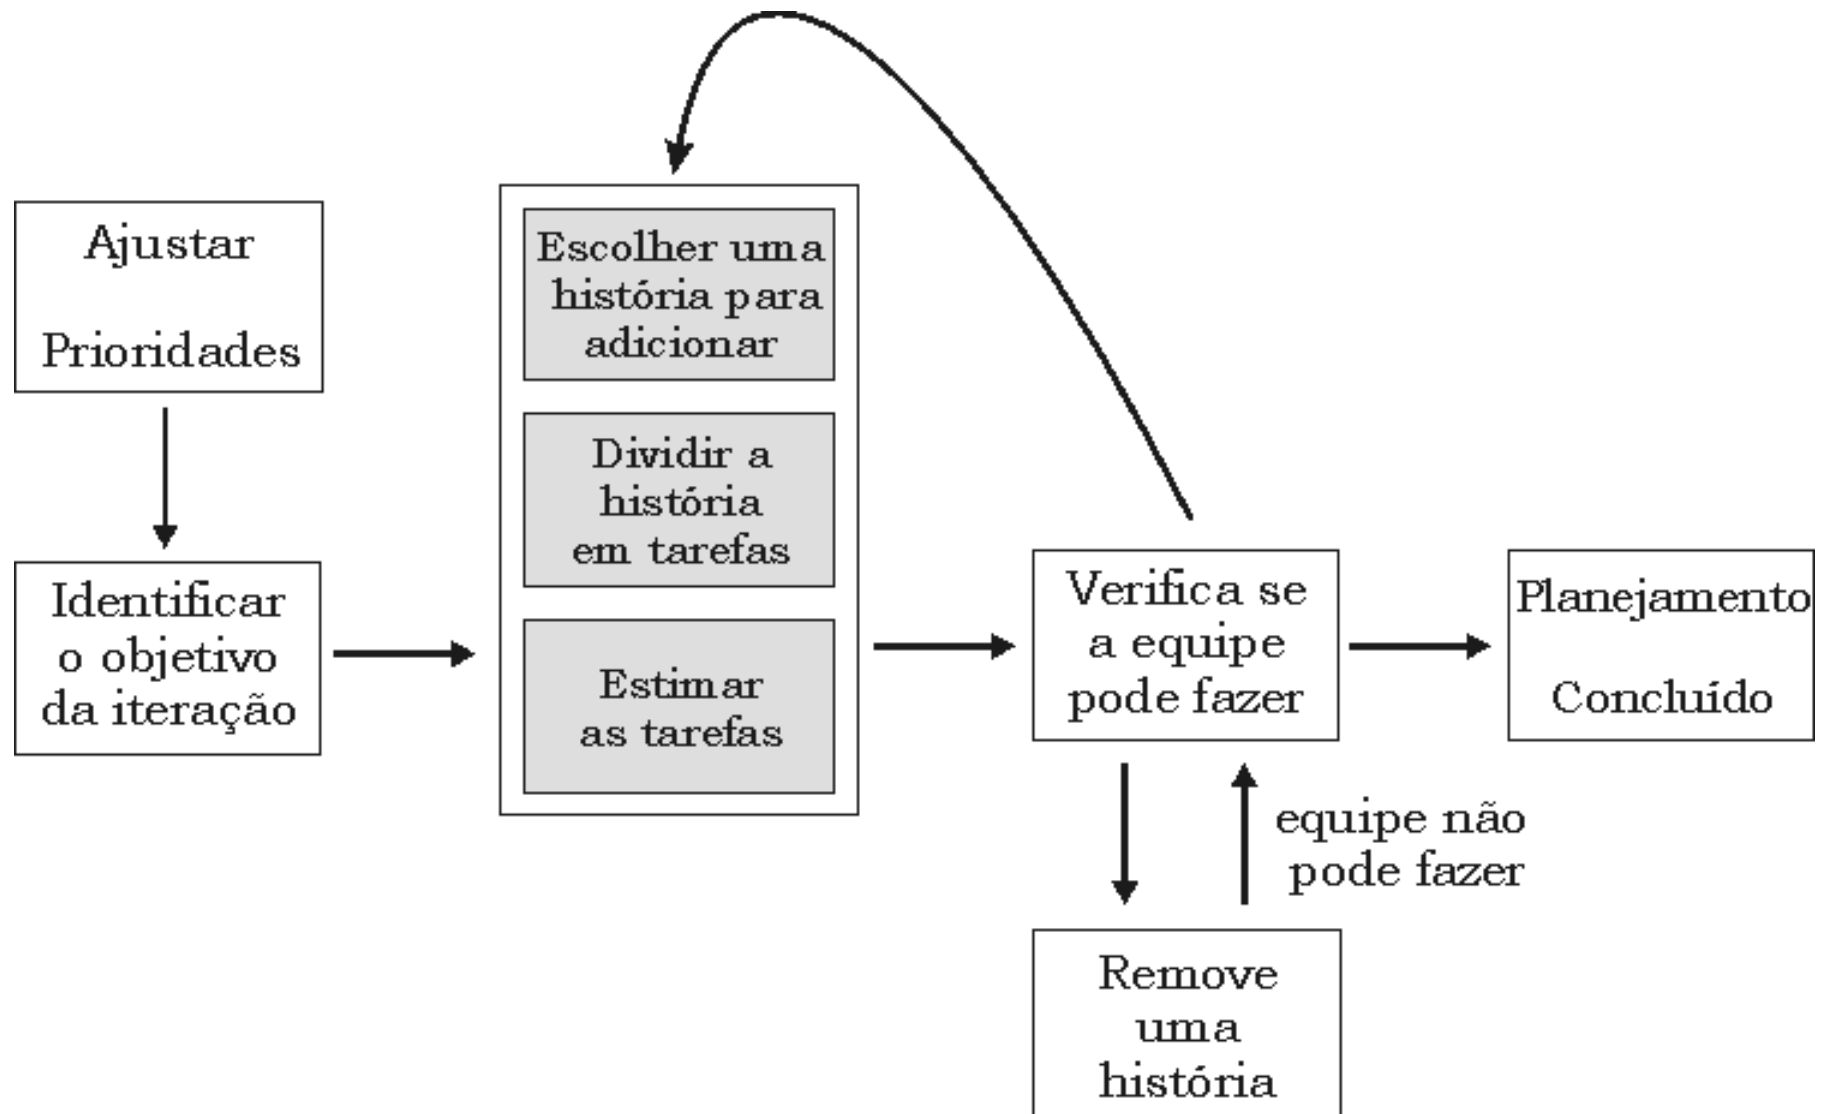 Ajustar
Prioridades
Identificar
o objetivo
da iteração
Escolher uma
história para
adicionar
Dividir a
história
em tarefas
Estimar
as tarefas
Verifica se
a equipe
pode fazer
Planejamento
Concluído
equipe não
pode fazer
Remove
uma
história